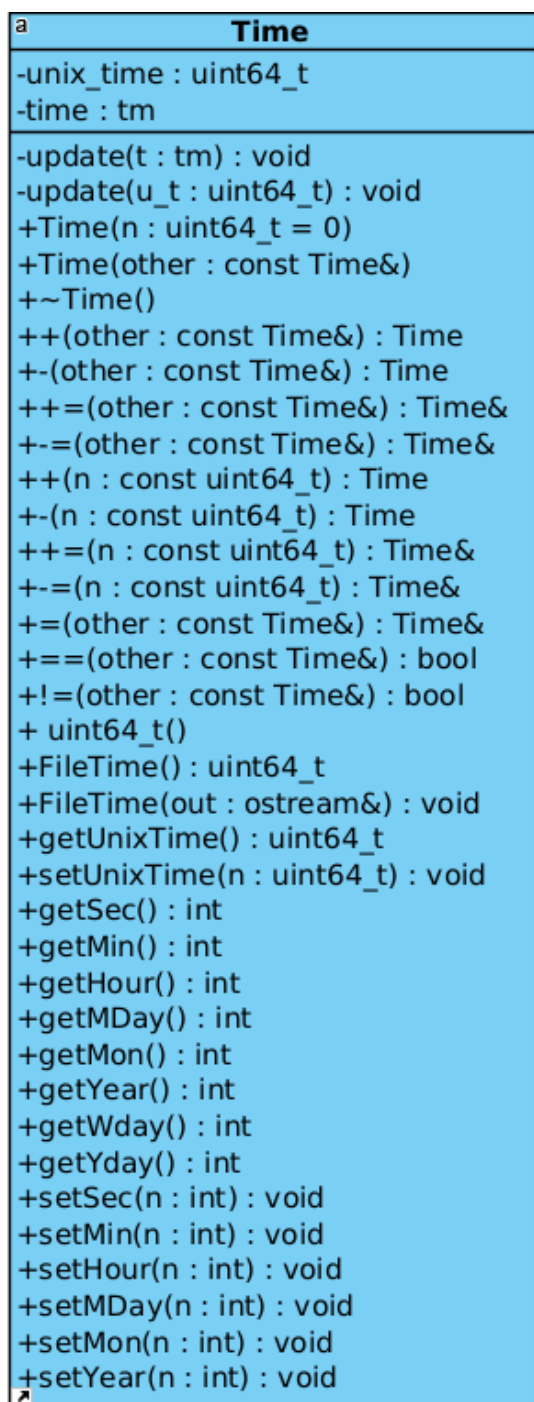 a
Time
-unix_time : uint64_t
-time : tm
-update(t : tm) : void
-update(u_t : uint64_t) : void
+Time(n : uint64_t = 0)
+Time(other : const Time&)
+~Time()
++(other : const Time&) : Time
+-(other : const Time&) : Time
++=(other : const Time&) : Time&
+-=(other : const Time&) : Time&
++(n : const uint64_t) : Time
+-(n : const uint64_t) : Time
++=(n : const uint64_t) : Time&
+-=(n : const uint64_t) : Time&
+=(other : const Time&) : Time&
+==(other : const Time&) : bool
+!=(other : const Time&) : bool
+ uint64_t()
+FileTime() : uint64_t
+FileTime(out : ostream&) : void
+getUnixTime() : uint64_t
+setUnixTime(n : uint64_t) : void
+getSec() : int
+getMin() : int
+getHour() : int
+getMDay() : int
+getMon() : int
+getYear() : int
+getWday() : int
+getYday() : int
+setSec(n : int) : void
+setMin(n : int) : void
+setHour(n : int) : void
+setMDay(n : int) : void
+setMon(n : int) : void
+setYear(n : int) : void